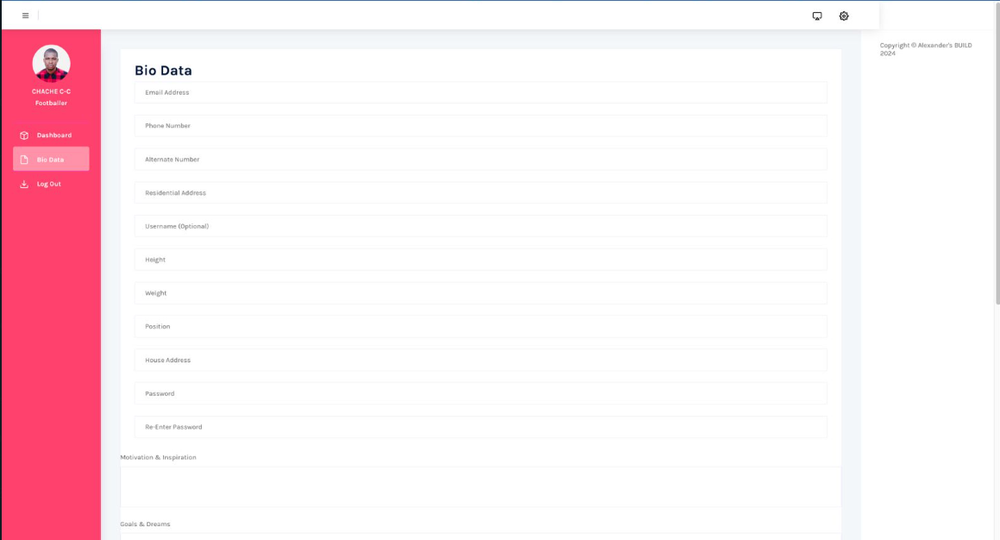 CHACHE C-C
Footballer
Dashboard
Bio Data
Log Out
Bio Data
Email Address
Phone Number
Alternate Number
Residential Address
Username (Optional)
Height
Weight
Position
House Address
Password
Re-Enter Password
Motivation & Inspiration
Goals & Dreams
Copyright © Alexander's BUILD
2024